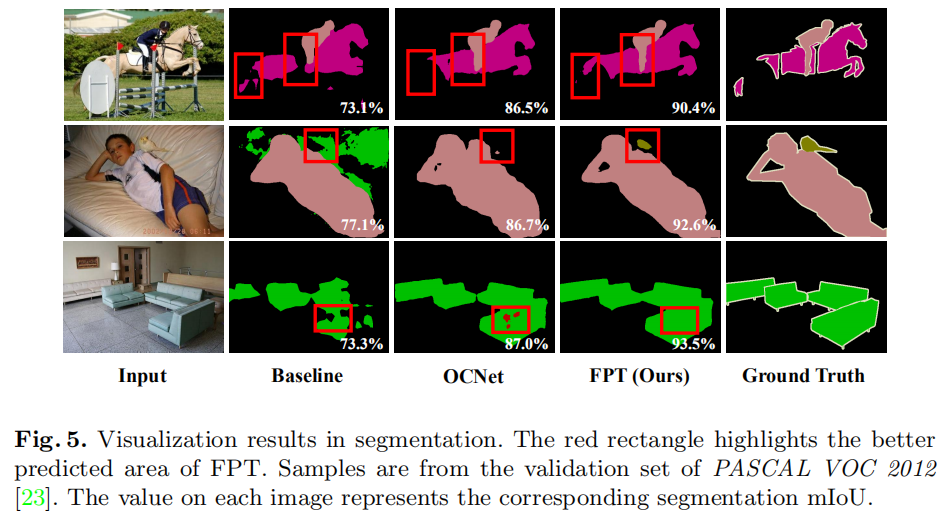 73.1% 86.5% 90.4%
77.1% 86.7% 92.6%
73.3% 87.0% 93.5%
Input Baseline OCNet FPT (Ours) Ground Truth
Fig. 5. Visualization results in segmentation. The red rectangle highlights the better
predicted area of FPT. Samples are from the validation set of PASCAL VOC 2012
[23]. The value on each image represents the corresponding segmentation mIoU.